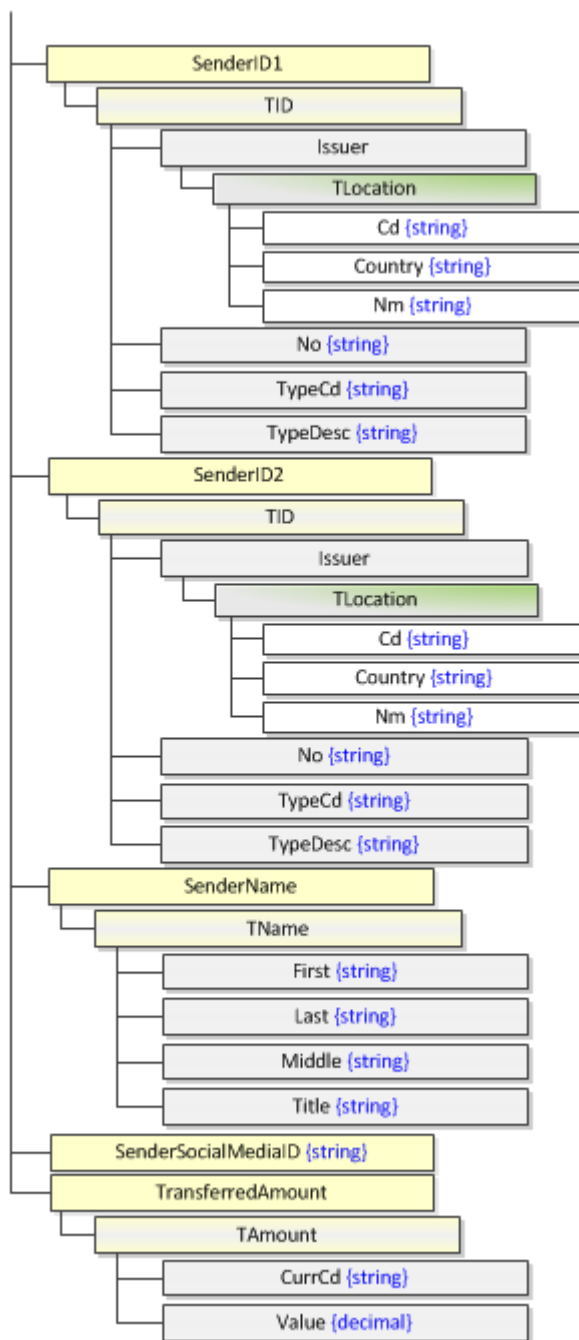 SenderID1
TID
Issuer
TLocation
Cd {string}
Country {string}
Nm {string}
No {string}
TypeCd {string}
TypeDesc {string}
SenderID2
TID
Issuer
TLocation
Cd {string}
Country {string}
Nm {string}
No {string}
TypeCd {string}
TypeDesc {string}
SenderName
TName
First {string}
Last {string}
Middle {string}
Title {string}
SenderSocialMediaID {string}
TransferredAmount
TAmount
CurrCd {string}
Value {decimal}